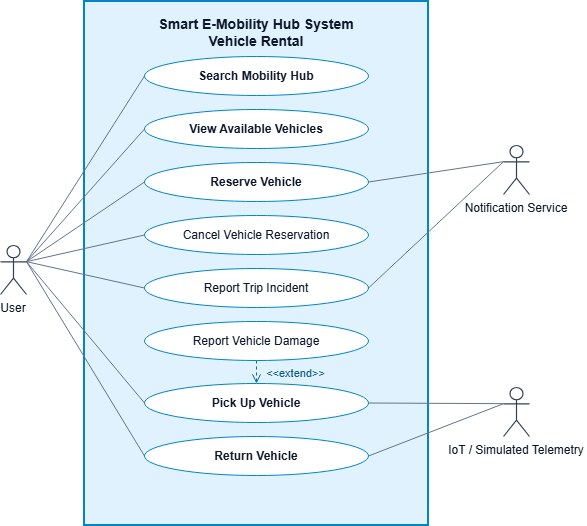 Smart E-Mobility Hub System
Vehicle Rental
Search Mobility Hub
View Available Vehicles
Reserve Vehicle
Cancel Vehicle Reservation
Report Trip Incident
Report Vehicle Damage
<<extend>>
Pick Up Vehicle
Return Vehicle
User
Notification Service
IoT / Simulated Telemetry